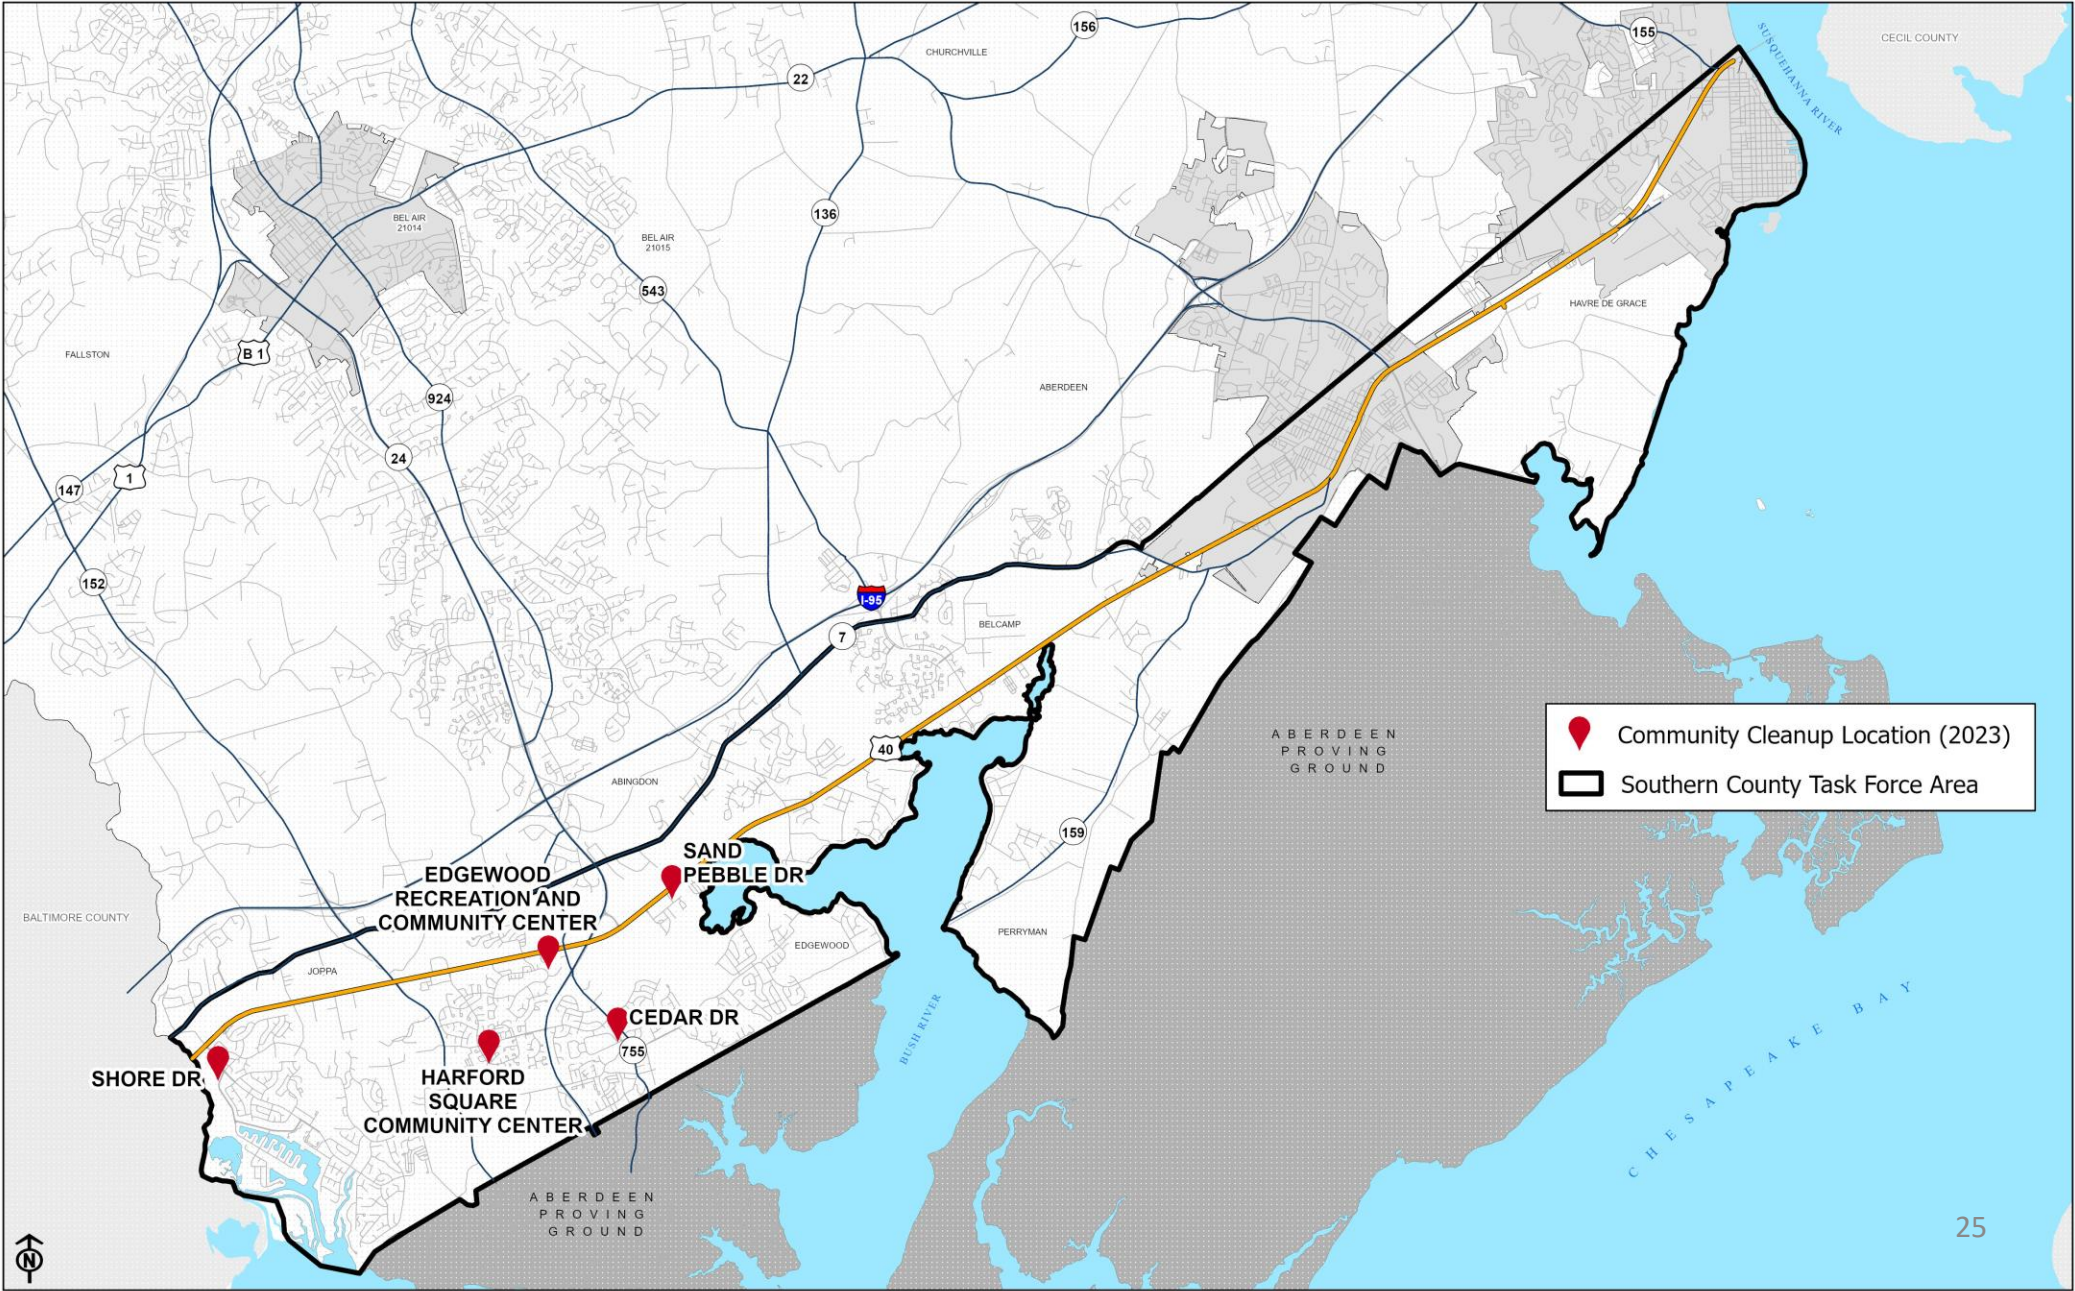 156
155
CECIL COUNTY
CHURCHVILLE
22
SUSQUEHANNA RIVER
BEL AIR
21014
136
BEL AIR
21015
543
HAVRE DE GRACE
FALLSTON
B 1
ABERDEEN
924
24
1
147
152
I-95
BELCAMP
7
ABERDEEN
PROVING
GROUND
Community Cleanup Location (2023)
Southern County Task Force Area
40
ABINGDON
159
SAND
PEBBLE DR
EDGEWOOD
RECREATION AND
COMMUNITY CENTER
BALTIMORE COUNTY
PERRYMAN
EDGEWOOD
JOPPA
CEDAR DR
BUSH RIVER
755
SHORE DR
HARFORD
SQUARE
COMMUNITY CENTER
CHESAPEAKE BAY
ABERDEEN
PROVING
GROUND
25
N